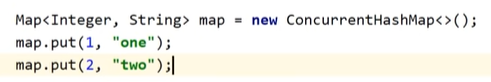 Map<Integer, String> map = new ConcurrentHashMap<>();
map.put(1, "one");
map.put(2, "two");